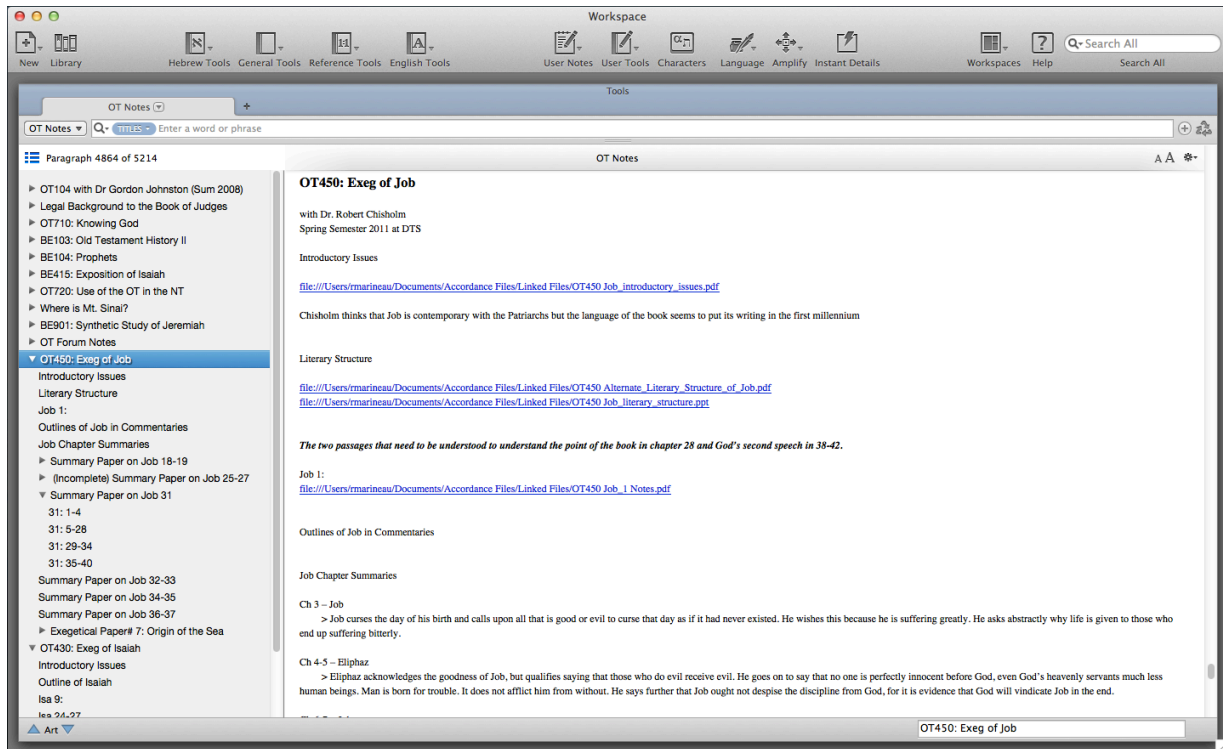 Workspace
New Library Hebrew Tools General Tools Reference Tools English Tools User Notes User Tools Characters Language Amplify Instant Details Workspaces Help Search All
Search All
Tools
OT Notes
+
OT Notes TITLES Enter a word or phrase
Paragraph 4864 of 5214
OT Notes
A A
OT104 with Dr Gordon Johnston (Sum 2008)
Legal Background to the Book of Judges
OT710: Knowing God
BE103: Old Testament History II
BE104: Prophets
BE415: Exposition of Isaiah
OT720: Use of the OT in the NT
Where is Mt. Sinai?
BE901: Synthetic Study of Jeremiah
OT Forum Notes
OT450: Exeg of Job
Introductory Issues
Literary Structure
Job 1:
Outlines of Job in Commentaries
Job Chapter Summaries
Summary Paper on Job 18-19
(Incomplete) Summary Paper on Job 25-27
Summary Paper on Job 31
31: 1-4
31: 5-28
31: 29-34
31: 35-40
Summary Paper on Job 32-33
Summary Paper on Job 34-35
Summary Paper on Job 36-37
Exegetical Paper# 7: Origin of the Sea
OT430: Exeg of Isaiah
Introductory Issues
Outline of Isaiah
Isa 9:
Isa 24-27
OT450: Exeg of Job
with Dr. Robert Chisholm
Spring Semester 2011 at DTS
Introductory Issues
file:///Users/rmarineau/Documents/Accordance Files/Linked Files/OT450 Job_introductory_issues.pdf
Chisholm thinks that Job is contemporary with the Patriarchs but the language of the book seems to put its writing in the first millennium
Literary Structure
file:///Users/rmarineau/Documents/Accordance Files/Linked Files/OT450 Alternate_Literary_Structure_of_Job.pdf
file:///Users/rmarineau/Documents/Accordance Files/Linked Files/OT450 Job_literary_structure.ppt
The two passages that need to be understood to understand the point of the book in chapter 28 and God's second speech in 38-42.
Job 1:
file:///Users/rmarineau/Documents/Accordance Files/Linked Files/OT450 Job_1 Notes.pdf
Outlines of Job in Commentaries
Job Chapter Summaries
Ch 3 – Job
> Job curses the day of his birth and calls upon all that is good or evil to curse that day as if it had never existed. He wishes this because he is suffering greatly. He asks abstractly why life is given to those who
end up suffering bitterly.
Ch 4-5 – Eliphaz
> Eliphaz acknowledges the goodness of Job, but qualifies saying that those who do evil receive evil. He goes on to say that no one is perfectly innocent before God, even God's heavenly servants much less
human beings. Man is born for trouble. It does not afflict him from without. He says further that Job ought not despise the discipline from God, for it is evidence that God will vindicate Job in the end.
Art
OT450: Exeg of Job